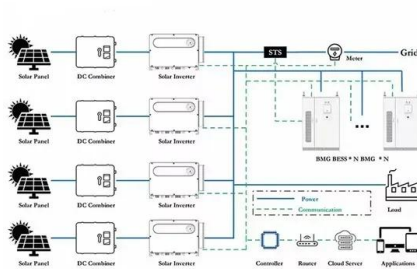 STS
Grid
Meter
Solar Panel DC Combiner Solar Inverter
BMG BESS * N BMG * N
Solar Panel DC Combiner Solar Inverter
Solar Panel DC Combiner Solar Inverter
Power
Communication
Load
Solar Panel DC Combiner Solar Inverter
Controller Router Cloud Server Applications